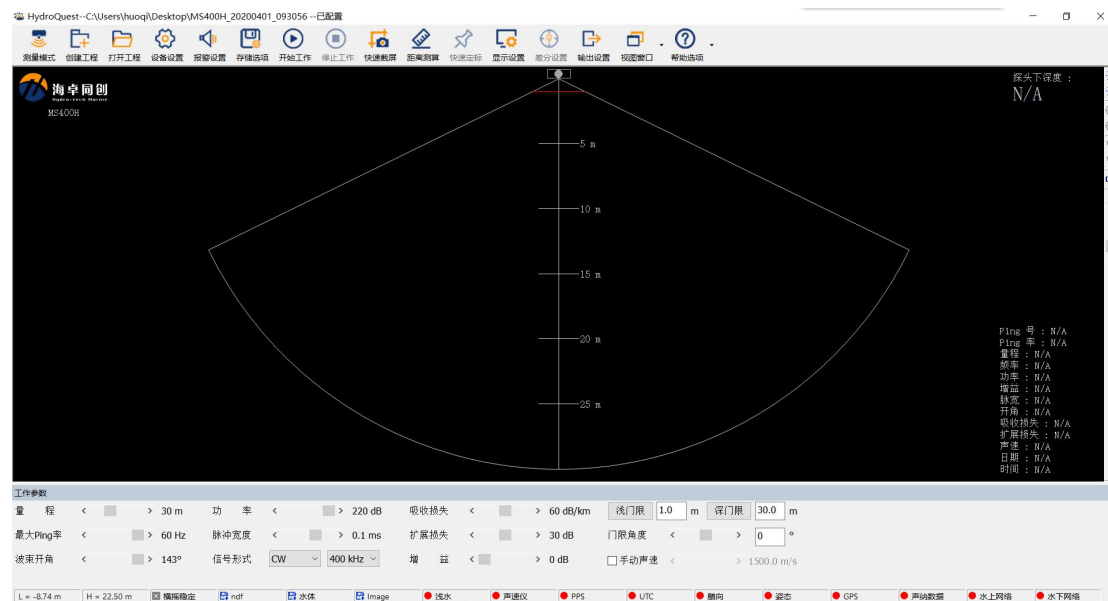 HydroQuest--C:\Users\huoqi\Desktop\MS400H_20200401_093056 --已配置
测量模式 创建工程 打开工程 设备设置 报警设置 存储选项 开始工作 停止工作 快速截屏 距离测算 快速定标 显示设置 差分设置 输出设置 视图窗口 帮助选项
海卓同创
Hydro-tech Marine
MS400H
探头下深度 :
N/A
5 m
10 m
15 m
20 m
25 m
Ping 号 : N/A
Ping 率 : N/A
量程 : N/A
频率 : N/A
功率 : N/A
增益 : N/A
脉宽 : N/A
开角 : N/A
吸收损失 : N/A
扩展损失 : N/A
声速 : N/A
日期 : N/A
时间 : N/A
工作参数
量 程 < > 30 m 功 率 < > 220 dB 吸收损失 < > 60 dB/km 浅门限 1.0 m 深门限 30.0 m
最大Ping率 < > 60 Hz 脉冲宽度 < > 0.1 ms 扩展损失 < > 30 dB 门限角度 < > 0 °
波束开角 < > 143° 信号形式 CW 400 kHz 增 益 < > 0 dB 手动声速 < > 1500.0 m/s
L = -8.74 m H = 22.50 m 横摇稳定 ndf 水体 Image 浅水 声速仪 PPS UTC 艏向 姿态 GPS 声呐数据 水上网络 水下网络